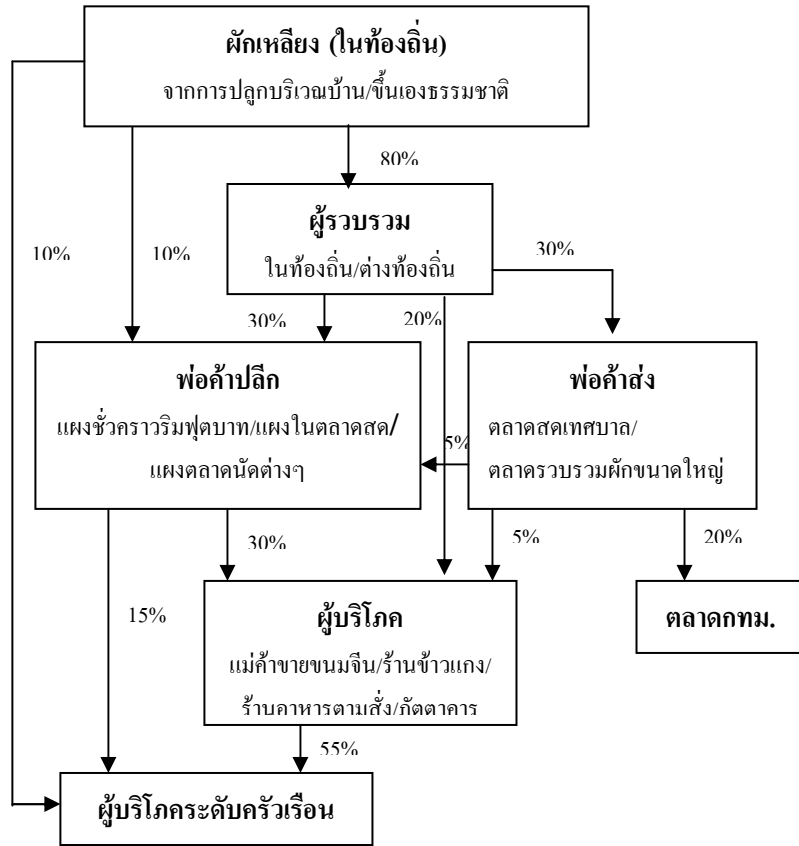 ผักเหลียง (ในท้องถิ่น)
จากการปลูกบริเวณบ้าน/ขึ้นเองธรรมชาติ
80%
ผู้รวบรวม
ในท้องถิ่น/ต่างท้องถิ่น
10%
10%
30%
30%
20%
พ่อค้าปลีก
แผงชั่วคราวริมฟุตบาท/แผงในตลาดสด/
แผงตลาดนัดต่างๆ
พ่อค้าส่ง
ตลาดสดเทศบาล/
ตลาดรวบรวมผักขนาดใหญ่
5%
30%
5%
20%
15%
ผู้บริโภค
แม่ค้าขายขนมจีน/ร้านข้าวแกง/
ร้านอาหารตามสั่ง/ภัตตาคาร
ตลาดกทม.
55%
ผู้บริโภคระดับครัวเรือน